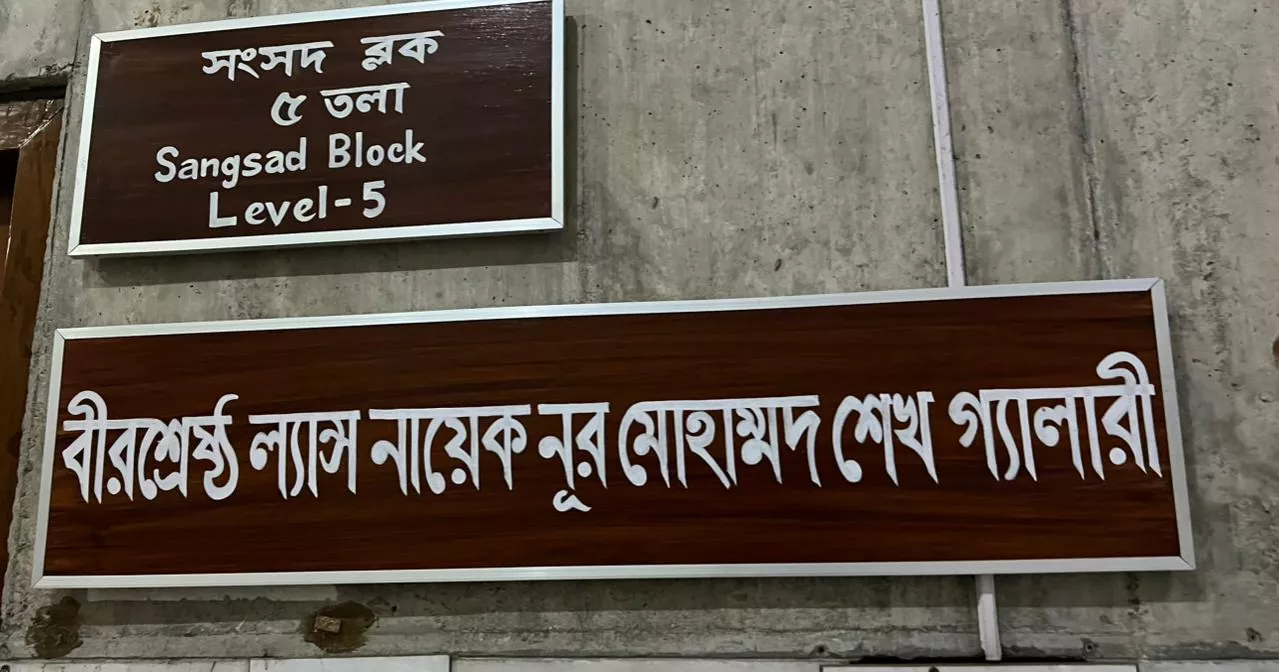 সংসদ ব্লক
৫ তলা
Sangsad Block
Level-5
বীরশ্রেষ্ঠ ল্যান্স নায়েক নূর মোহাম্মদ শেখ গ্যালারী